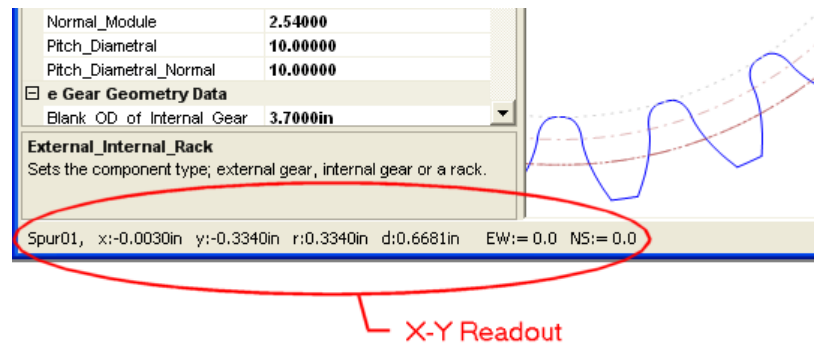 Normal_Module 2.54000
Pitch_Diametral 10.00000
Pitch_Diametral_Normal 10.00000
e Gear Geometry Data
Blank_OD_of_Internal_Gear 3.7000in
External_Internal_Rack
Sets the component type; external gear, internal gear or a rack.
Spur01, x:-0.0030in y:-0.3340in r:0.3340in d:0.6681in EW:= 0.0 NS:= 0.0
X-Y Readout